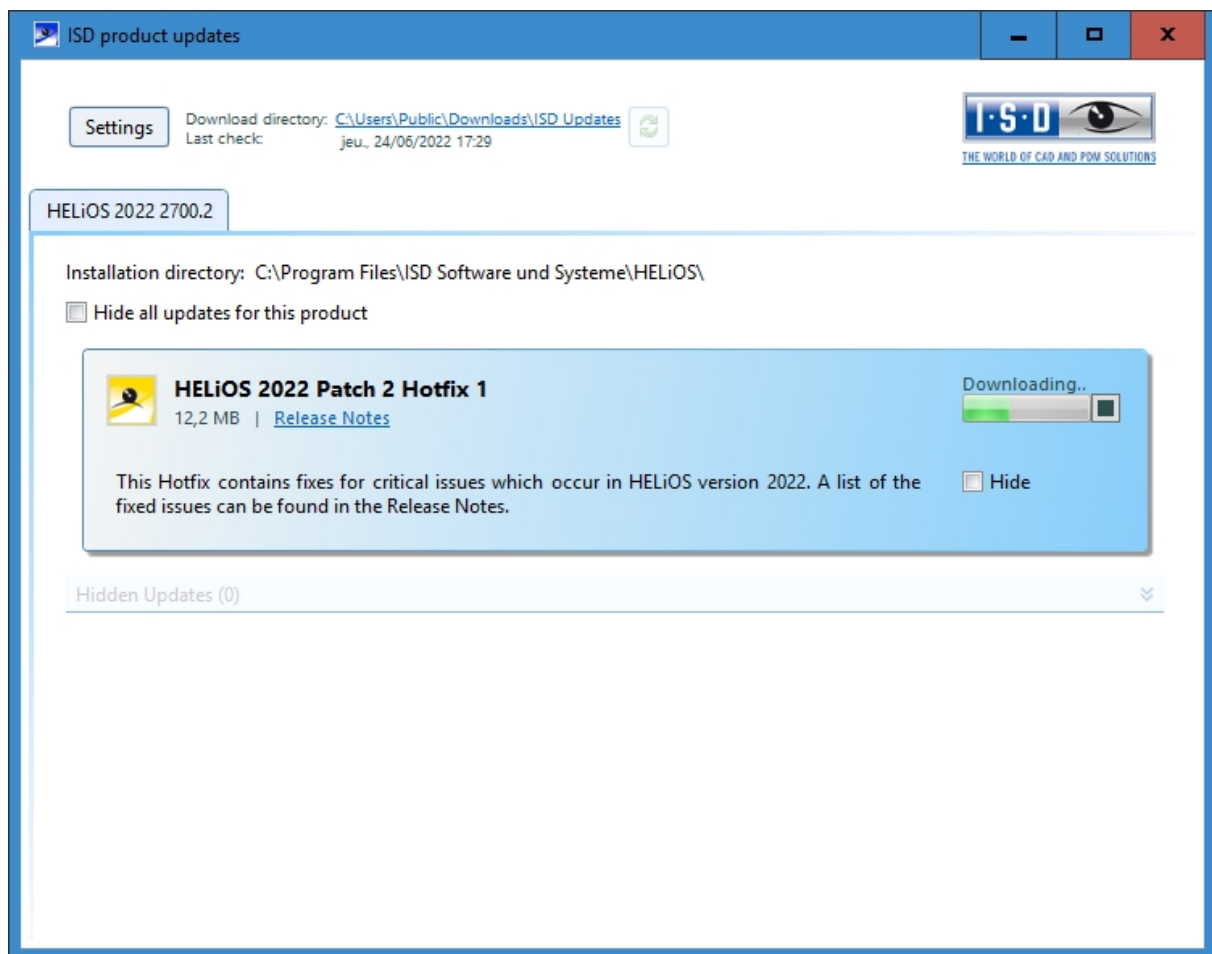 ISD product updates
Settings
Download directory: C:\Users\Public\Downloads\ISD Updates
Last check: jeu., 24/06/2022 17:29
I·S·D
THE WORLD OF CAD AND PDM SOLUTIONS
HELiOS 2022 2700.2
Installation directory: C:\Program Files\ISD Software und Systeme\HELiOS\
Hide all updates for this product
HELiOS 2022 Patch 2 Hotfix 1
12,2 MB | Release Notes
Downloading..
This Hotfix contains fixes for critical issues which occur in HELiOS version 2022. A list of the
fixed issues can be found in the Release Notes.
Hide
Hidden Updates (0)